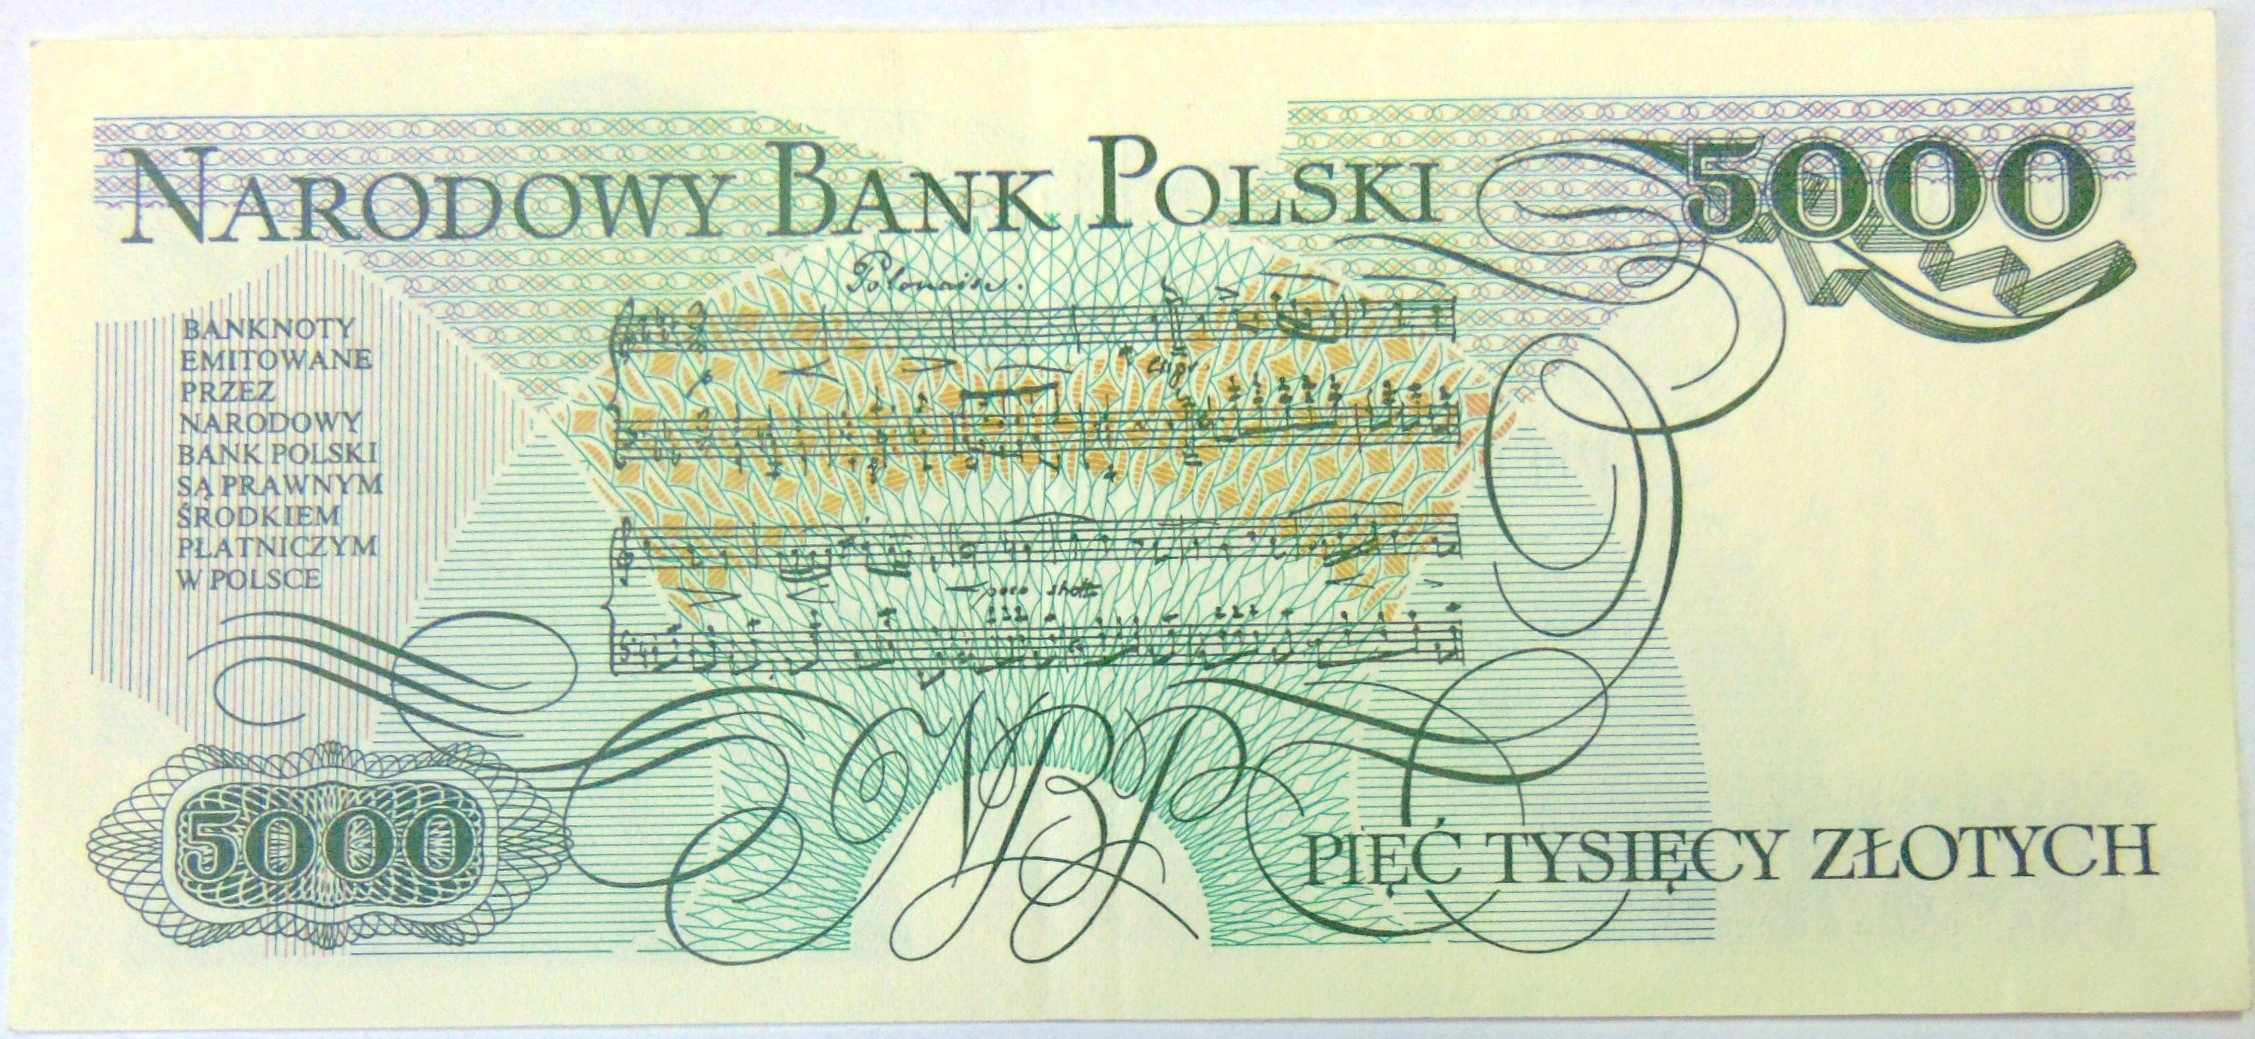 NARODOWY BANK POLSKI
5000
Polonaise.
BANKNOTY
EMITOWANE
PRZEZ
NARODOWY
BANK POLSKI
SĄ PRAWNYM
ŚRODKIEM
PŁATNICZYM
W POLSCE
NBP
5000
PIĘĆ TYSIĘCY ZŁOTYCH